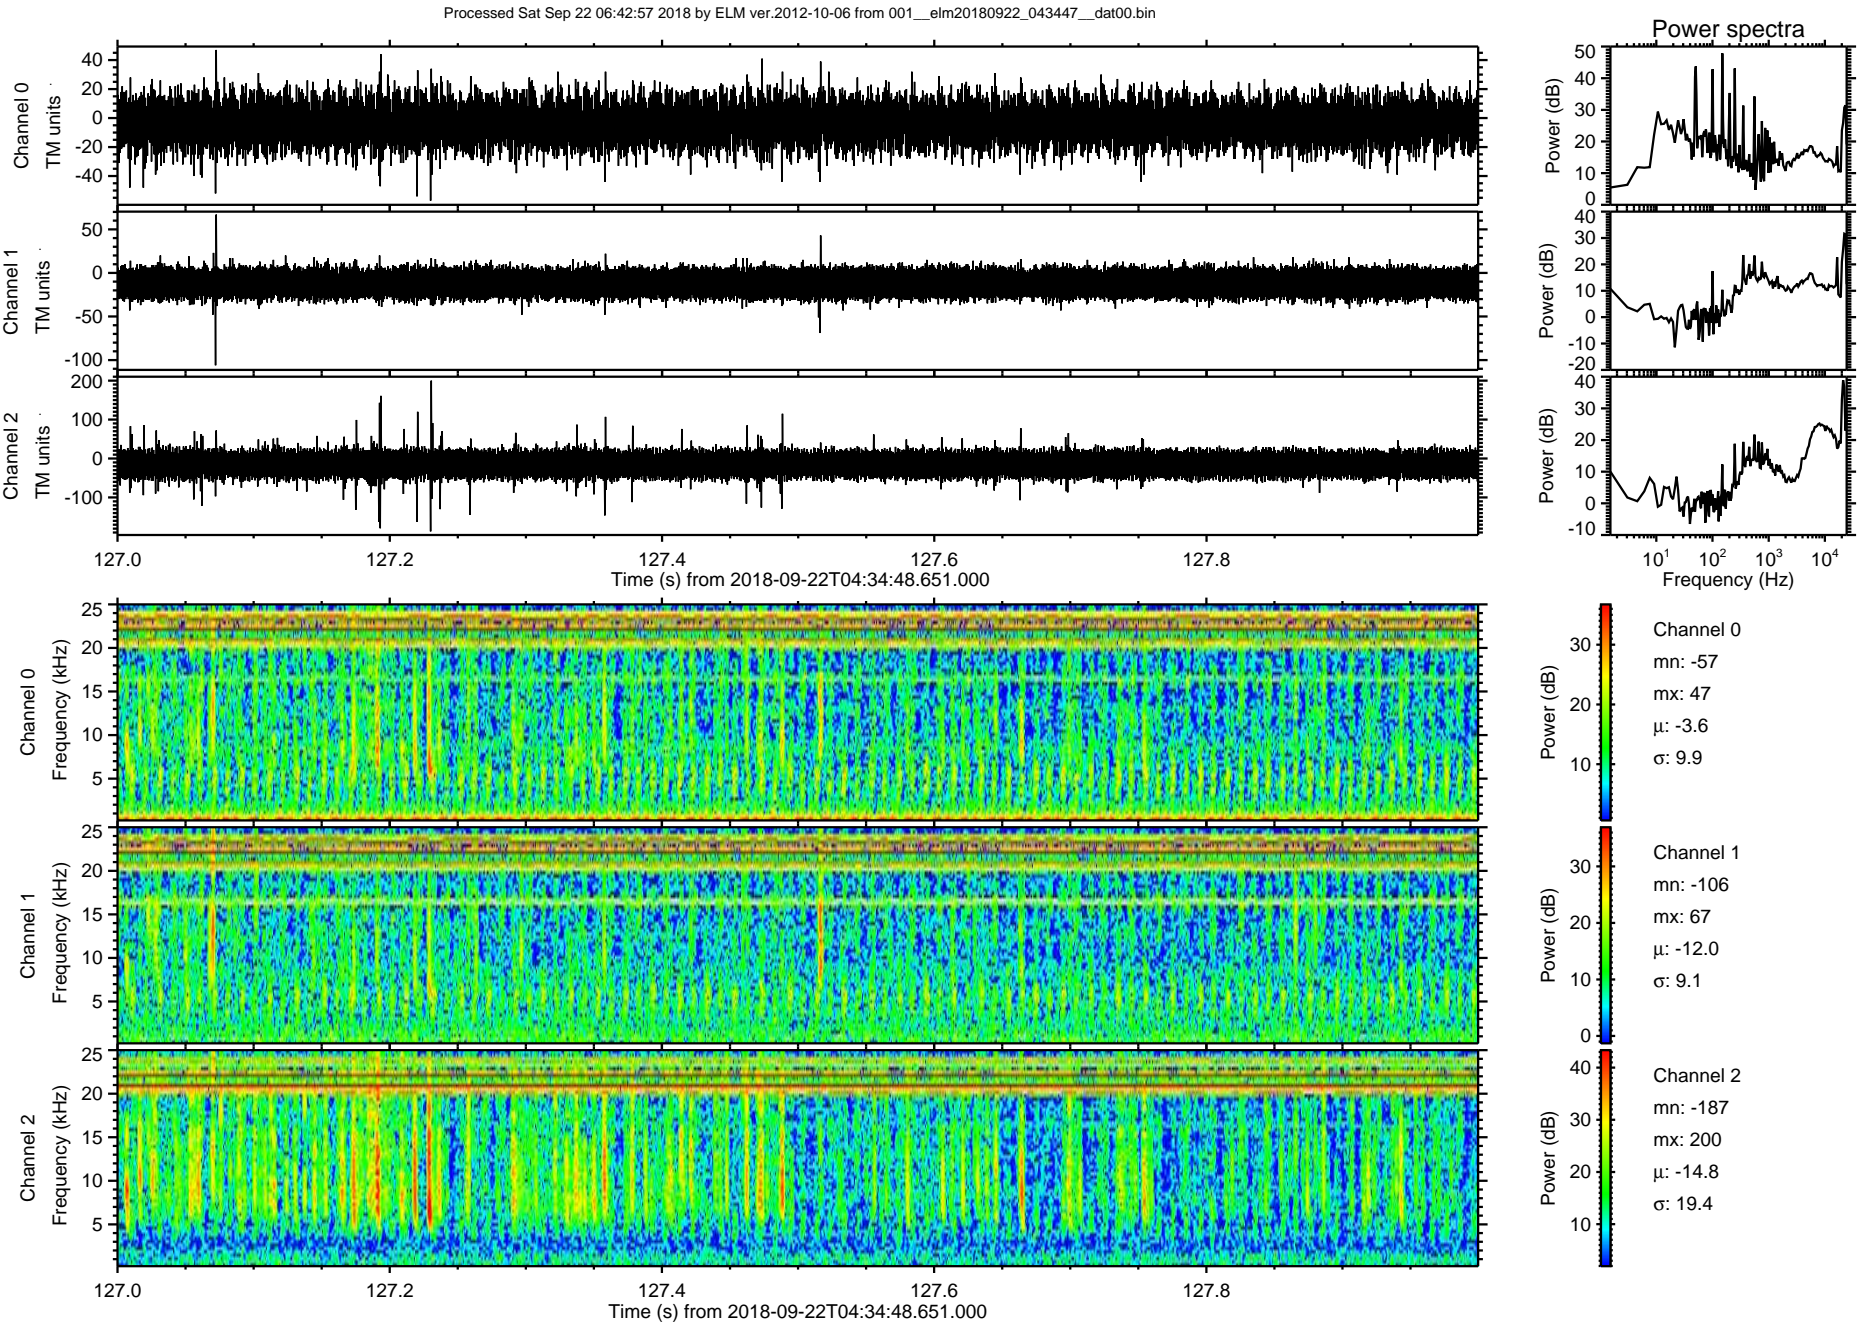 Processed Sat Sep 22 06:42:57 2018 by ELM ver.2012-10-06 from 001__elm20180922_043447__dat00.bin
Power spectra
Channel 0
TM units
40
20
0
-20
-40
Power (dB)
50
40
30
20
10
0
Channel 1
TM units
50
0
-50
-100
Power (dB)
40
30
20
10
0
-10
-20
Channel 2
TM units
200
100
0
-100
Power (dB)
40
30
20
10
0
-10
127.0 127.2 127.4 127.6 127.8
Time (s) from 2018-09-22T04:34:48.651.000
10^1 10^2 10^3 10^4
Frequency (Hz)
Channel 0
Frequency (kHz)
25
20
15
10
5
Power (dB)
30
20
10
Channel 0
mn: -57
mx: 47
μ: -3.6
σ: 9.9
Channel 1
Frequency (kHz)
25
20
15
10
5
Power (dB)
30
20
10
0
Channel 1
mn: -106
mx: 67
μ: -12.0
σ: 9.1
Channel 2
Frequency (kHz)
25
20
15
10
5
Power (dB)
40
30
20
10
Channel 2
mn: -187
mx: 200
μ: -14.8
σ: 19.4
127.0 127.2 127.4 127.6 127.8
Time (s) from 2018-09-22T04:34:48.651.000